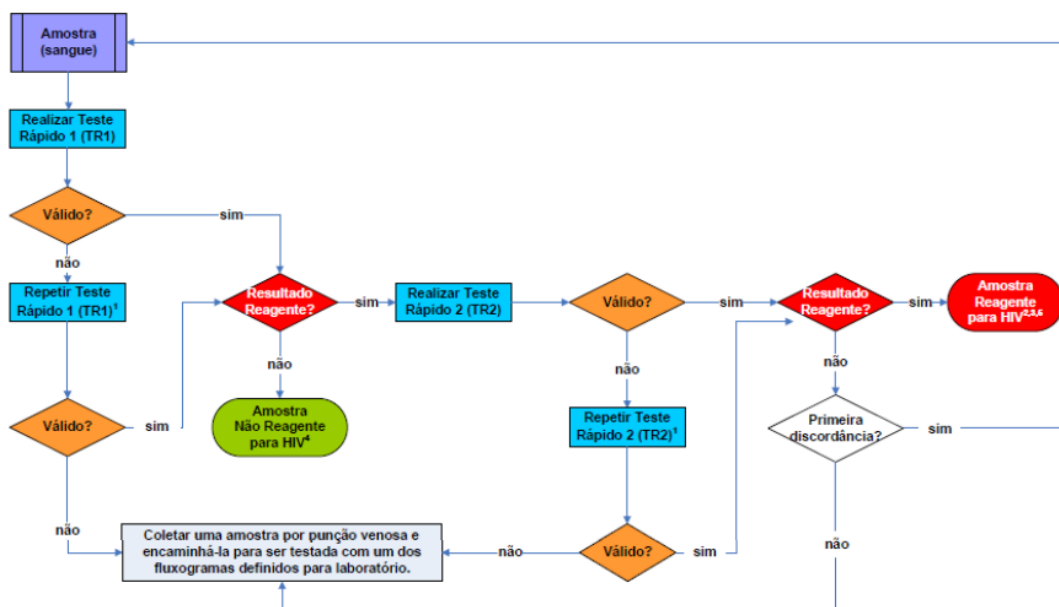 Amostra
(sangue)
Realizar Teste
Rápido 1 (TR1)
Válido?
sim
não
Repetir Teste
Rápido 1 (TR1)¹
Resultado
Reagente?
sim
Realizar Teste
Rápido 2 (TR2)
Válido?
sim
Resultado
Reagente?
sim
Amostra
Reagente
para HIV²,³,⁵
não
não
não
Válido?
sim
Amostra
Não Reagente
para HIV⁴
Repetir Teste
Rápido 2 (TR2)¹
Primeira
discordância?
sim
não
Coletar uma amostra por punção venosa e
encaminhá-la para ser testada com um dos
fluxogramas definidos para laboratório.
não
Válido?
sim
não